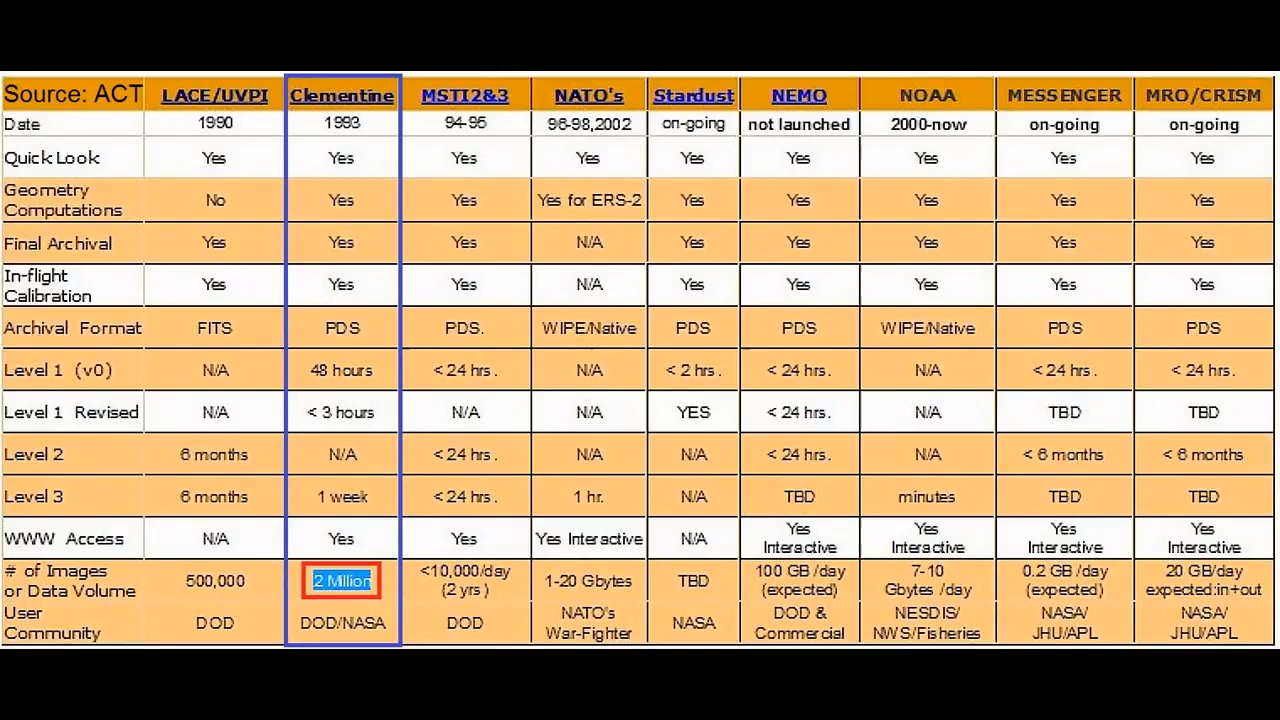 Source: ACT LACE/UVPI Clementine MSTI2&3 NATO's Stardust NEMO NOAA MESSENGER MRO/CRISM
Date 1990 1993 94-95 96-98,2002 on-going not launched 2000-now on-going on-going
Quick Look Yes Yes Yes Yes Yes Yes Yes Yes Yes
Geometry
Computations No Yes Yes Yes for ERS-2 Yes Yes Yes Yes Yes
Final Archival Yes Yes Yes N/A Yes Yes Yes Yes Yes
In-flight
Calibration Yes Yes Yes N/A Yes Yes Yes Yes Yes
Archival Format FITS PDS PDS. WIPE/Native PDS PDS WIPE/Native PDS PDS
Level 1 (v0) N/A 48 hours < 24 hrs. N/A < 2 hrs. < 24 hrs. N/A < 24 hrs. < 24 hrs.
Level 1 Revised N/A < 3 hours N/A N/A YES < 24 hrs. N/A TBD TBD
Level 2 6 months N/A < 24 hrs. N/A N/A < 24 hrs. N/A < 6 months < 6 months
Level 3 6 months 1 week < 24 hrs. 1 hr. N/A TBD minutes TBD TBD
WWW Access N/A Yes Yes Yes Interactive N/A Yes Interactive Yes Interactive Yes Interactive Yes Interactive
# of Images <10,000/day 100 GB /day 7-10 0.2 GB /day 20 GB/day
or Data Volume 500,000 2 Million (2 yrs) 1-20 Gbytes TBD (expected) Gbytes /day (expected) expected:in+out
User NATO's DOD & NESDIS/ NASA/ NASA/
Community DOD DOD/NASA DOD War-Fighter NASA Commercial NWS/Fisheries JHU/APL JHU/APL